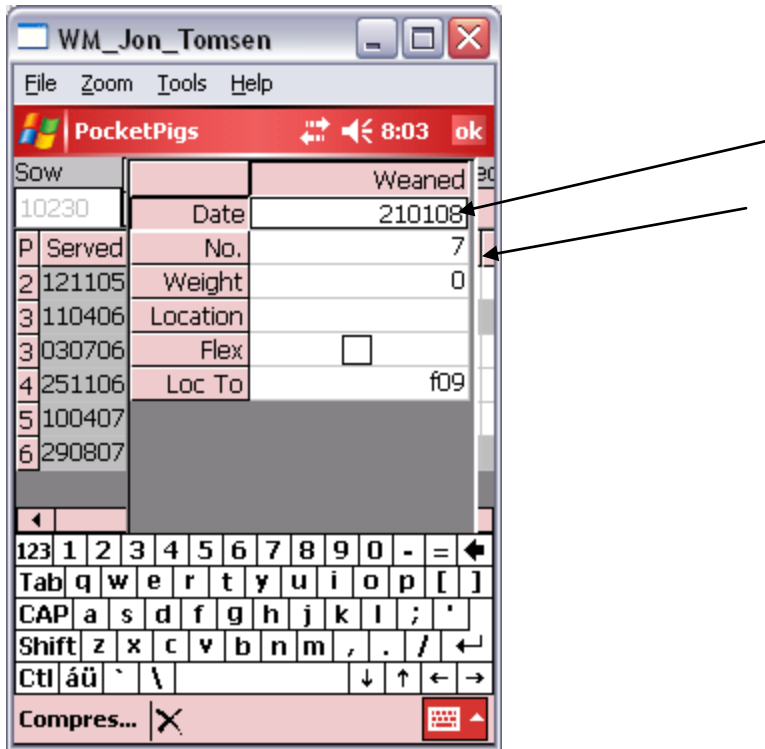 WM_Jon_Tomsen
File Zoom Tools Help
PocketPigs 8:03 ok
Sow
10230
Weaned
Date 210108
P Served No. 7
2 121105 Weight 0
3 110406 Location
3 030706 Flex
4 251106 Loc To f09
5 100407
6 290807
123 1 2 3 4 5 6 7 8 9 0 - =
Tab q w e r t y u i o p [ ]
CAP a s d f g h j k l ; '
Shift z x c v b n m , . / ↵
Ctl áü ` \ ↓ ↑ ← →
Compres...